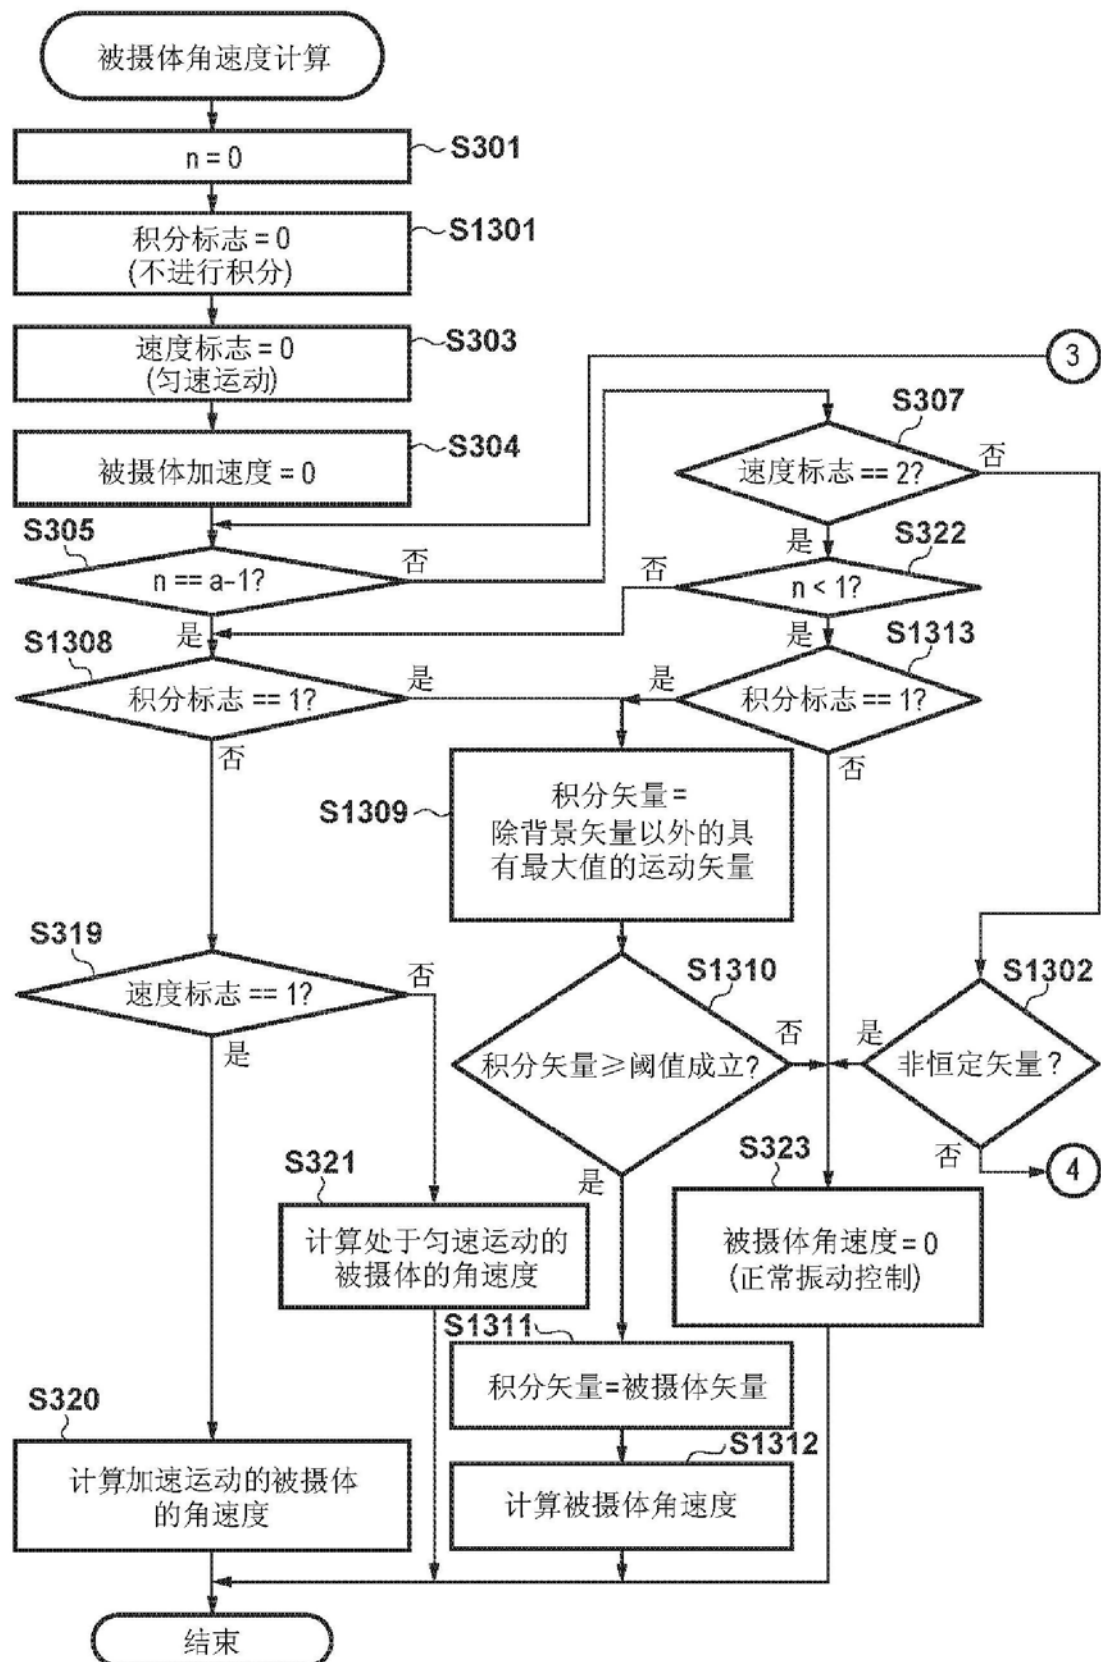 被摄体角速度计算
n = 0
S301
积分标志 = 0
(不进行积分)
S1301
速度标志 = 0
(匀速运动)
S303
3
被摄体加速度 = 0
S304
S307
速度标志 == 2?
否
是
S305
n == a−1?
否
是
S322
n < 1?
否
是
S1308
积分标志 == 1?
是
否
S1313
积分标志 == 1?
是
否
S1309
积分矢量 =
除背景矢量以外的具
有最大值的运动矢量
S319
速度标志 == 1?
否
是
S1310
积分矢量≥阈值成立?
否
是
S1302
非恒定矢量?
是
否
4
S321
计算处于匀速运动的
被摄体的角速度
S323
被摄体角速度 = 0
(正常振动控制)
S1311
积分矢量=被摄体矢量
S320
计算加速运动的被摄体
的角速度
S1312
计算被摄体角速度
结束